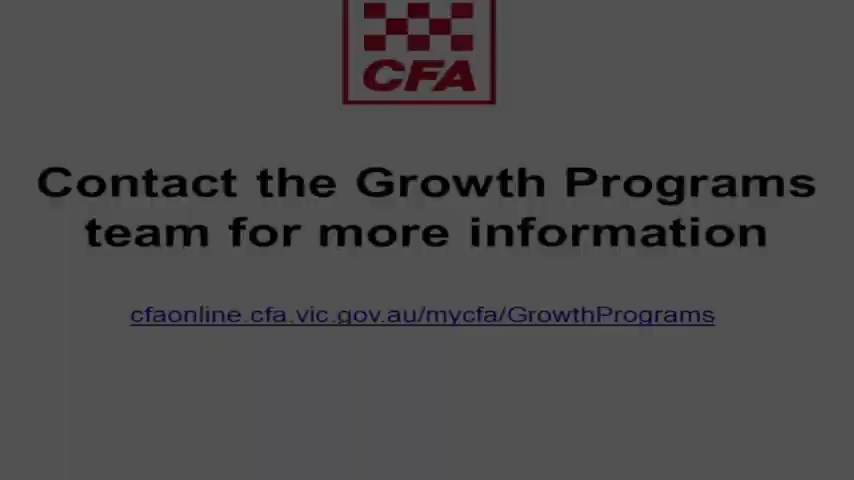 CFA
Contact the Growth Programs
team for more information
cfaonline.cfa.vic.gov.au/mycfa/GrowthPrograms